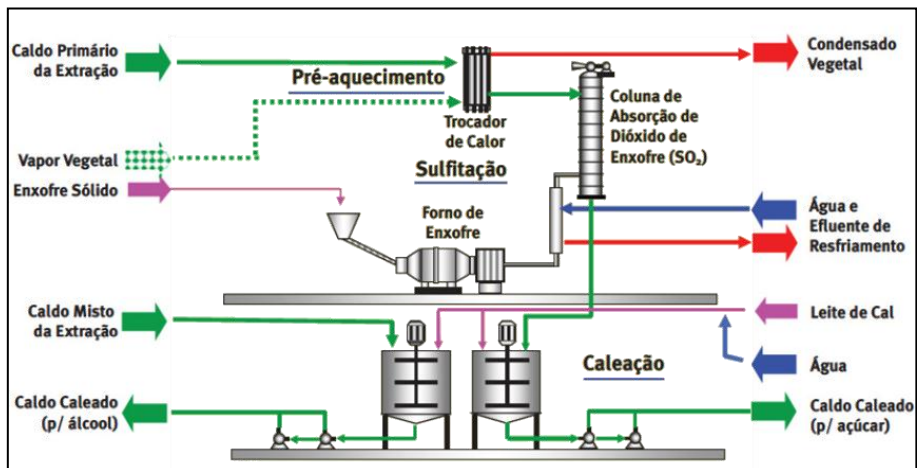 Caldo Primário
da Extração
Pré-aquecimento
Trocador
de Calor
Condensado
Vegetal
Coluna de
Absorção de
Dióxido de
Enxofre (SO₂)
Vapor Vegetal
Sulfitação
Enxofre Sólido
Forno de
Enxofre
Água e
Efluente de
Resfriamento
Caldo Misto
da Extração
Leite de Cal
Caleação
Água
Caldo Caleado
(p/ álcool)
Caldo Caleado
(p/ açúcar)